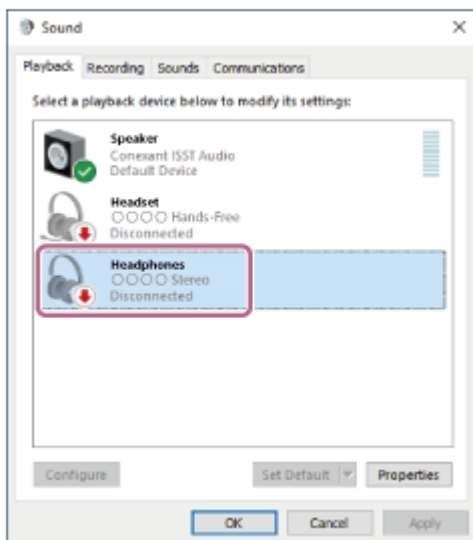 Sound
Playback Recording Sounds Communications
Select a playback device below to modify its settings:
Speaker
Conexant ISST Audio
Default Device
Headset
○○○○ Hands-Free
Disconnected
Headphones
○○○○ Stereo
Disconnected
Configure Set Default Properties
OK Cancel Apply